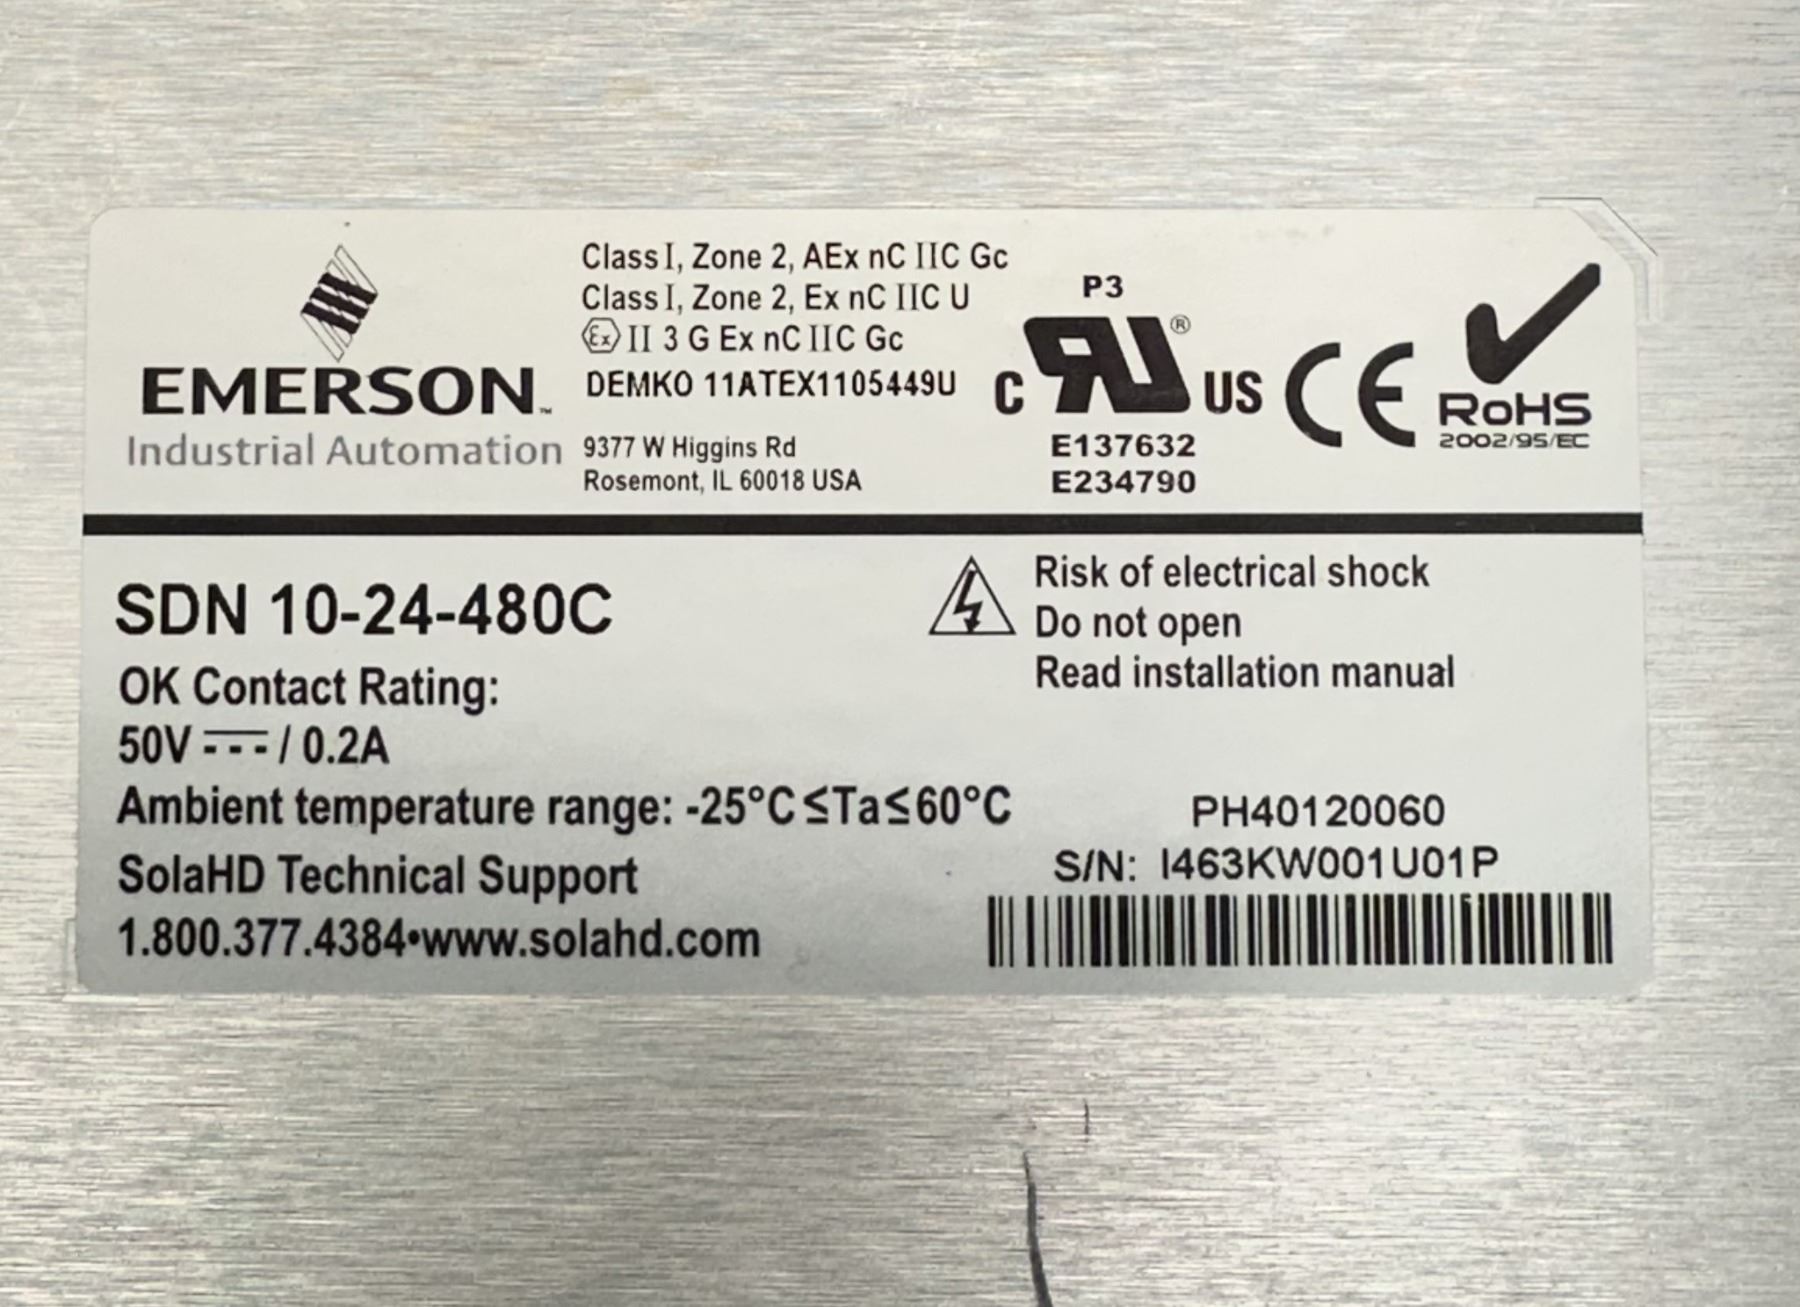 EMERSON™
Industrial Automation
Class I, Zone 2, AEx nC IIC Gc
Class I, Zone 2, Ex nC IIC U
Ex II 3 G Ex nC IIC Gc
DEMKO 11ATEX1105449U
9377 W Higgins Rd
Rosemont, IL 60018 USA
P3
C RU® US
E137632
E234790
CE
RoHS
2002/95/EC
SDN 10-24-480C
OK Contact Rating:
50V ⎓ / 0.2A
Ambient temperature range: -25°C≤Ta≤60°C
SolaHD Technical Support
1.800.377.4384•www.solahd.com
Risk of electrical shock
Do not open
Read installation manual
PH40120060
S/N: I463KW001U01P